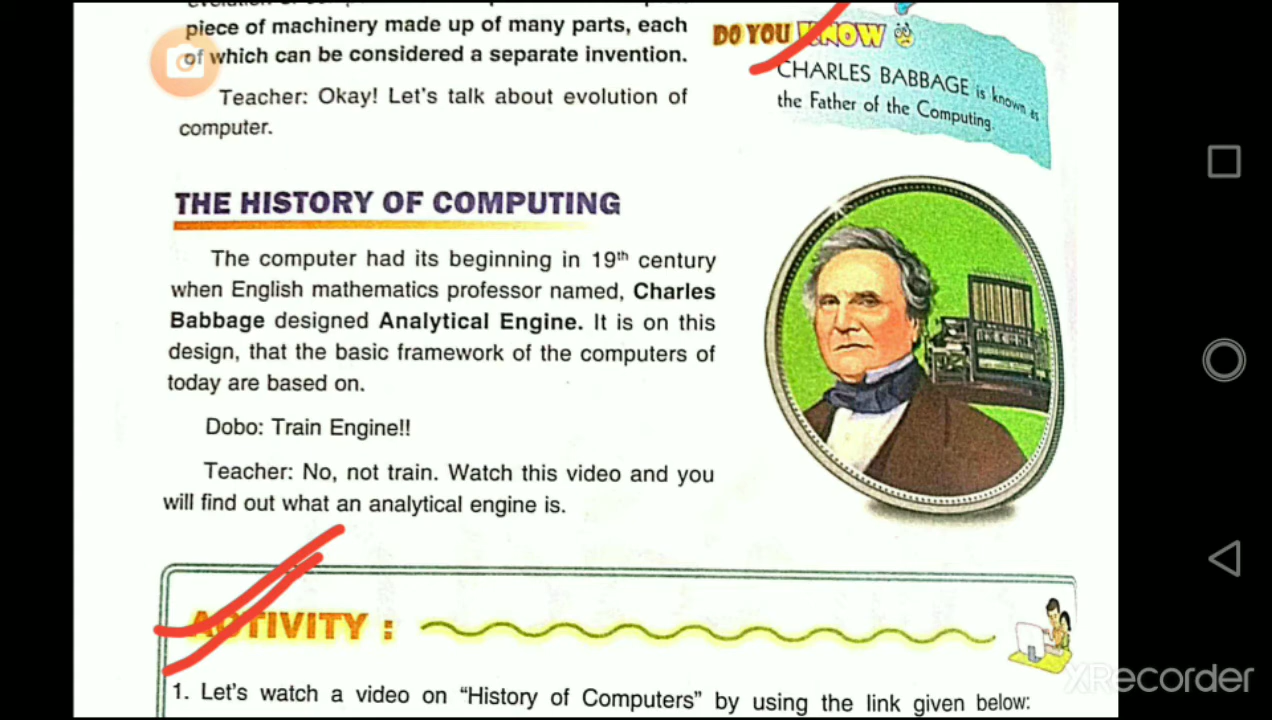 piece of machinery made up of many parts, each
of which can be considered a separate invention.
Teacher: Okay! Let's talk about evolution of
computer.
DO YOU KNOW
CHARLES BABBAGE is known as
the Father of the Computing.
THE HISTORY OF COMPUTING
The computer had its beginning in 19th century
when English mathematics professor named, Charles
Babbage designed Analytical Engine. It is on this
design, that the basic framework of the computers of
today are based on.
Dobo: Train Engine!!
Teacher: No, not train. Watch this video and you
will find out what an analytical engine is.
ACTIVITY :
1. Let's watch a video on “History of Computers” by using the link given below:
XRecorder